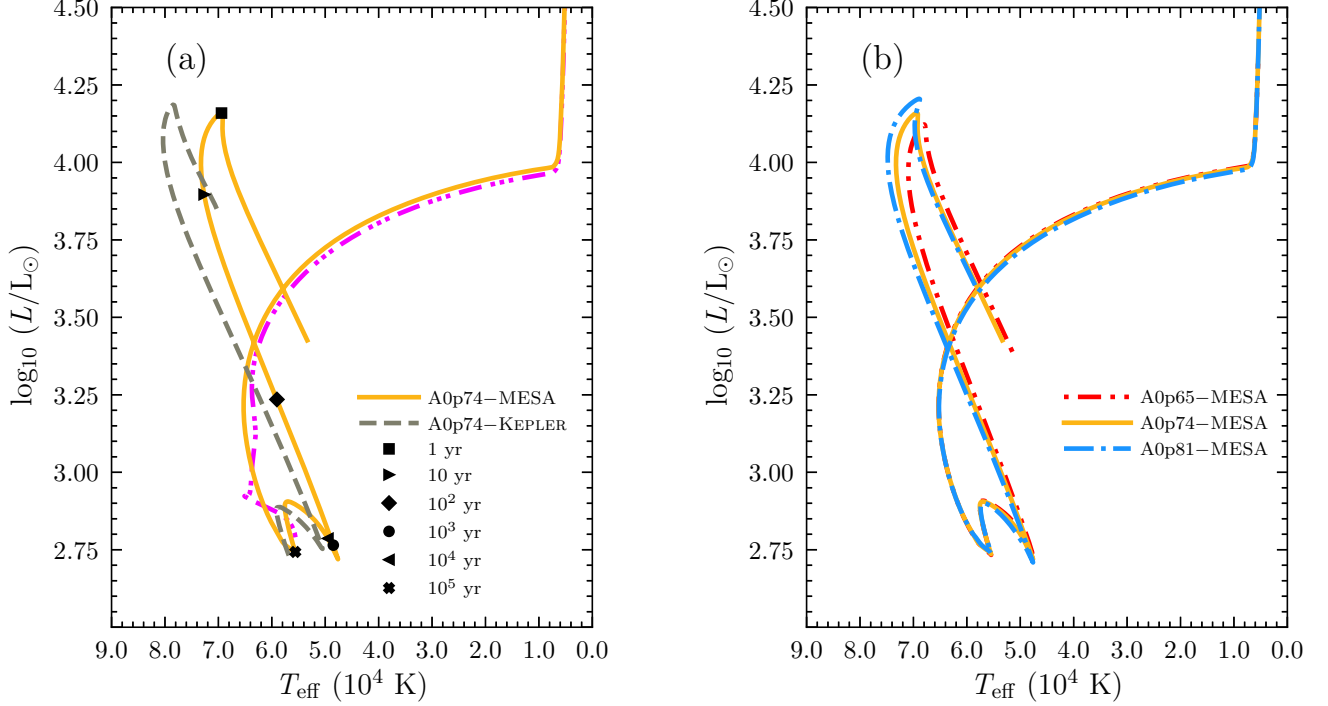 (a)
4.50
4.25
4.00
3.75
3.50
3.25
3.00
2.75
log₁₀ (L/L⊙)
A0p74−MESA
A0p74−KEPLER
1 yr
10 yr
10² yr
10³ yr
10⁴ yr
10⁵ yr
9.0 8.0 7.0 6.0 5.0 4.0 3.0 2.0 1.0 0.0
T_eff (10⁴ K)
(b)
4.50
4.25
4.00
3.75
3.50
3.25
3.00
2.75
log₁₀ (L/L⊙)
A0p65−MESA
A0p74−MESA
A0p81−MESA
9.0 8.0 7.0 6.0 5.0 4.0 3.0 2.0 1.0 0.0
T_eff (10⁴ K)